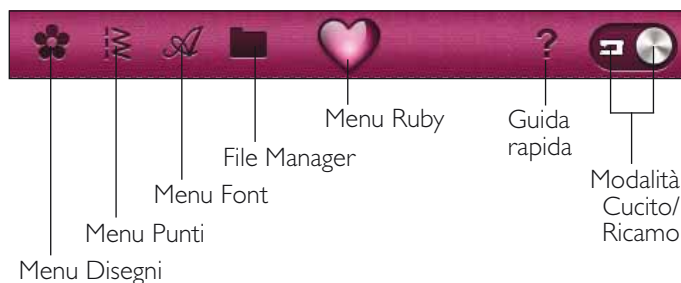 Menu Ruby
Guida
rapida
File Manager
Modalità
Cucito/
Ricamo
Menu Font
Menu Punti
Menu Disegni